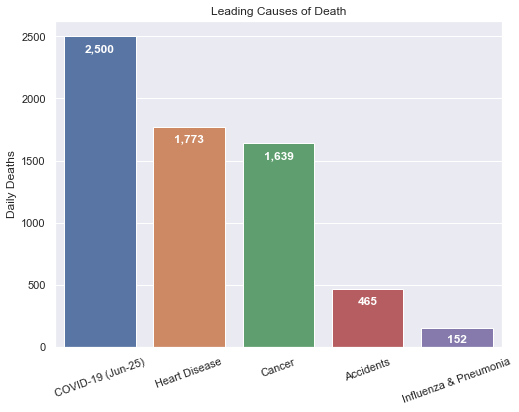 Leading Causes of Death
Daily Deaths
2500
2000
1500
1000
500
0
2,500
1,773
1,639
465
152
COVID-19 (Jun-25)
Heart Disease
Cancer
Accidents
Influenza & Pneumonia